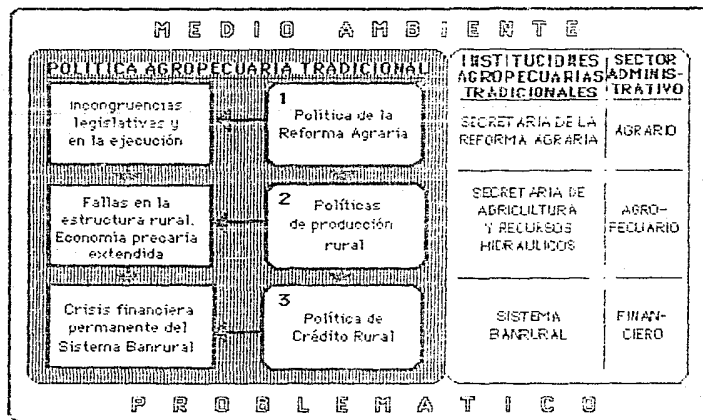 MEDIO AMBIENTE
POLITICA AGROPECUARIA TRADICIONAL
INSTITUCIONES
AGROPECUARIAS
TRADICIONALES
SECTOR
ADMINIS-
TRATIVO
Incongruencias
legislativas y
en la ejecución
1
Política de la
Reforma Agraria
SECRETARIA DE LA
REFORMA AGRARIA
AGRARIO
Fallas en la
estructura rural.
Economía precaria
extendida
2
Políticas
de producción
rural
SECRETARIA DE
AGRICULTURA
Y RECURSOS
HIDRAULICOS
AGRO-
PECUARIO
Crisis financiera
permanente del
Sistema Banrural
3
Política de
Crédito Rural
SISTEMA
BANRURAL
FINAN-
CIERO
PROBLEMATICO